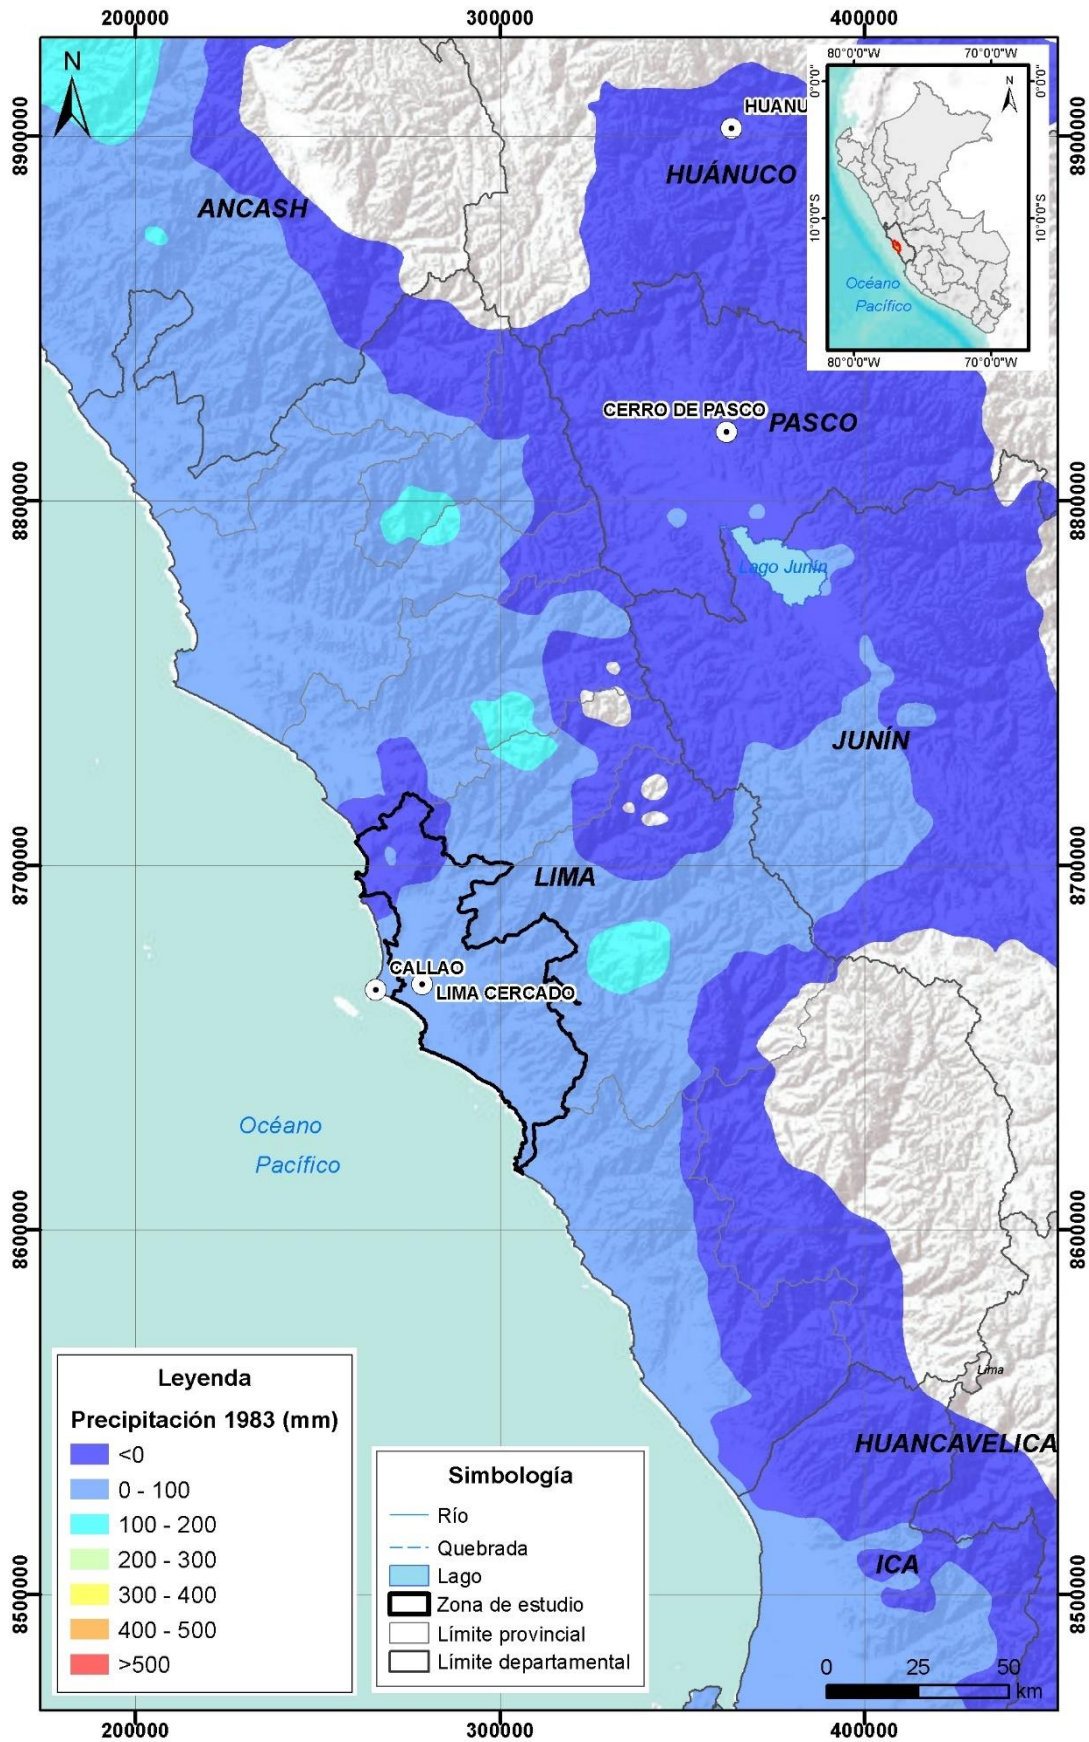 200000
300000
400000
80°0'0"W
70°0'0"W
N
N
0°0'0"
0°0'0"
8900000
8900000
HUANU
HUÁNUCO
ANCASH
10°0'0"S
10°0'0"S
Océano
Pacífico
80°0'0"W
70°0'0"W
CERRO DE PASCO
PASCO
8800000
8800000
Lago Junín
JUNÍN
8700000
8700000
LIMA
CALLAO
LIMA CERCADO
Océano
Pacífico
8600000
8600000
Lima
HUANCAVELICA
ICA
8500000
8500000
Leyenda
Precipitación 1983 (mm)
<0
0 - 100
100 - 200
200 - 300
300 - 400
400 - 500
>500
Simbología
Río
Quebrada
Lago
Zona de estudio
Límite provincial
Límite departamental
0
25
50
km
200000
300000
400000